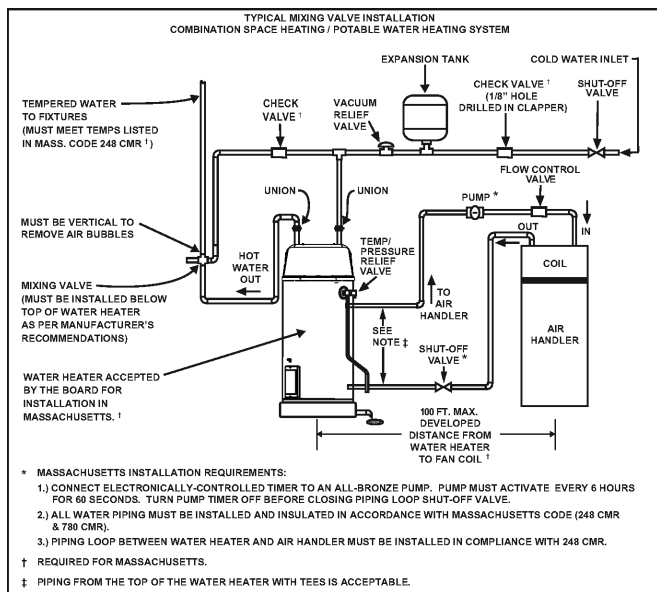 TYPICAL MIXING VALVE INSTALLATION
COMBINATION SPACE HEATING / POTABLE WATER HEATING SYSTEM
EXPANSION TANK
COLD WATER INLET
TEMPERED WATER
TO FIXTURES
(MUST MEET TEMPS LISTED
IN MASS. CODE 248 CMR †)
CHECK
VALVE †
VACUUM
RELIEF
VALVE
CHECK VALVE †
(1/8" HOLE
DRILLED IN CLAPPER)
SHUT-OFF
VALVE
FLOW CONTROL
VALVE
UNION
UNION
PUMP *
IN
OUT
MUST BE VERTICAL TO
REMOVE AIR BUBBLES
HOT
WATER
OUT
TEMP/
PRESSURE
RELIEF
VALVE
COIL
MIXING VALVE
(MUST BE INSTALLED BELOW
TOP OF WATER HEATER
AS PER MANUFACTURER'S
RECOMMENDATIONS)
TO
AIR
HANDLER
AIR
HANDLER
SEE
NOTE ‡
SHUT-OFF
VALVE *
WATER HEATER ACCEPTED
BY THE BOARD FOR
INSTALLATION IN
MASSACHUSETTS. †
100 FT. MAX.
DEVELOPED
DISTANCE FROM
WATER HEATER
TO FAN COIL †
* MASSACHUSETTS INSTALLATION REQUIREMENTS:
1.) CONNECT ELECTRONICALLY-CONTROLLED TIMER TO AN ALL-BRONZE PUMP. PUMP MUST ACTIVATE EVERY 6 HOURS
FOR 60 SECONDS. TURN PUMP TIMER OFF BEFORE CLOSING PIPING LOOP SHUT-OFF VALVE.
2.) ALL WATER PIPING MUST BE INSTALLED AND INSULATED IN ACCORDANCE WITH MASSACHUSETTS CODE (248 CMR
& 780 CMR).
3.) PIPING LOOP BETWEEN WATER HEATER AND AIR HANDLER MUST BE INSTALLED IN COMPLIANCE WITH 248 CMR.
† REQUIRED FOR MASSACHUSETTS.
‡ PIPING FROM THE TOP OF THE WATER HEATER WITH TEES IS ACCEPTABLE.